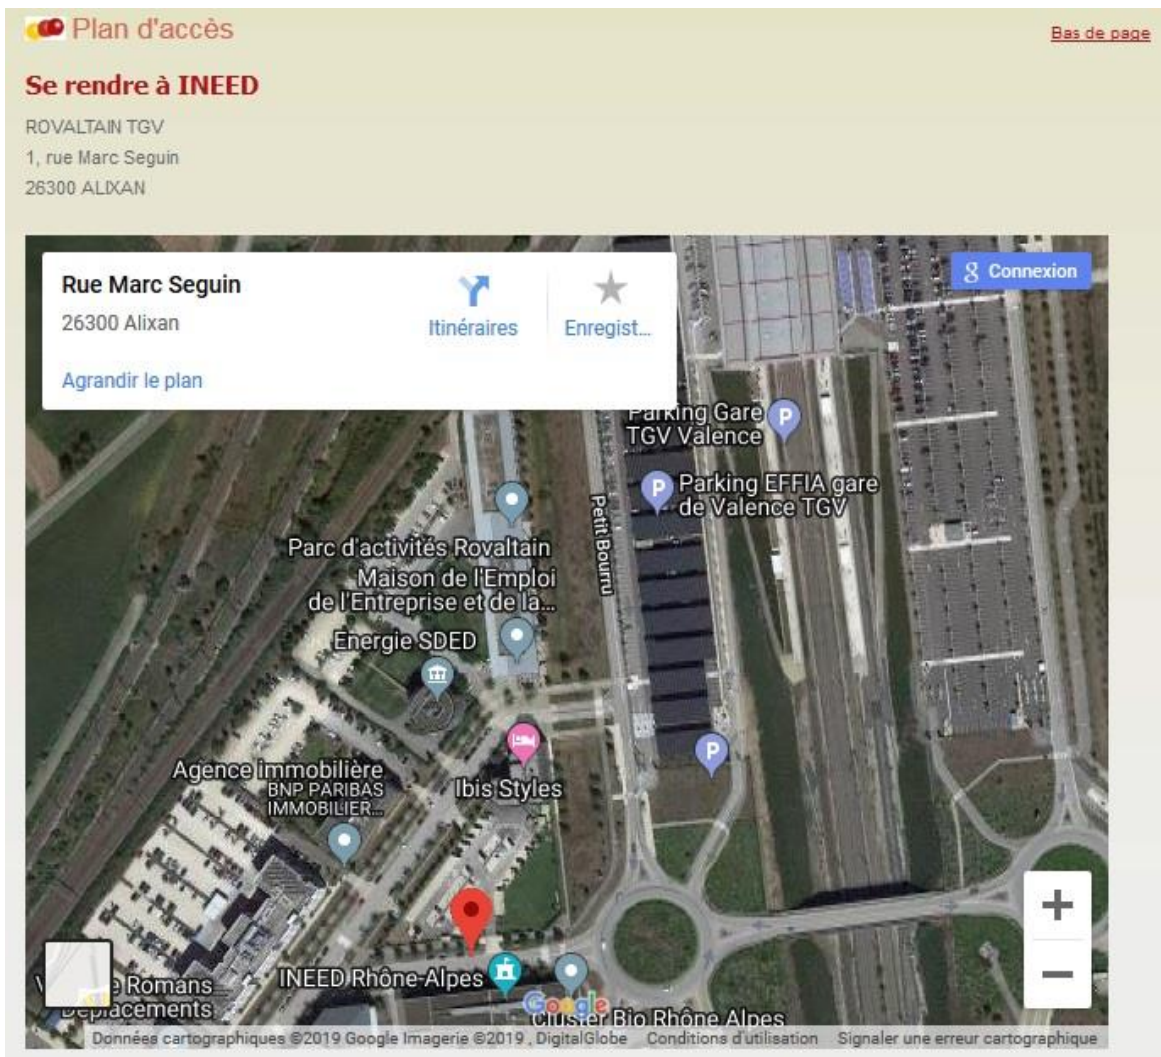 Plan d'accès
Bas de page
Se rendre à INEED
ROVALTAIN TGV
1, rue Marc Seguin
26300 ALIXAN
Rue Marc Seguin
26300 Alixan
Itinéraires
Enregist...
Agrandir le plan
g Connexion
Parking Gare
TGV Valence
P
Parking EFFIA gare
de Valence TGV
P
Petit Bourru
Parc d'activités Rovaltain
Maison de l'Emploi
de l'Entreprise et de la...
Energie SDED
P
Agence immobilière
BNP PARIBAS
IMMOBILIER...
Ibis Styles
+
−
INEED Rhône-Alpes
Romans
Déplacements
Google
Cluster Bio Rhône Alpes
Données cartographiques ©2019 Google Imagerie ©2019 , DigitalGlobe
Conditions d'utilisation
Signaler une erreur cartographique